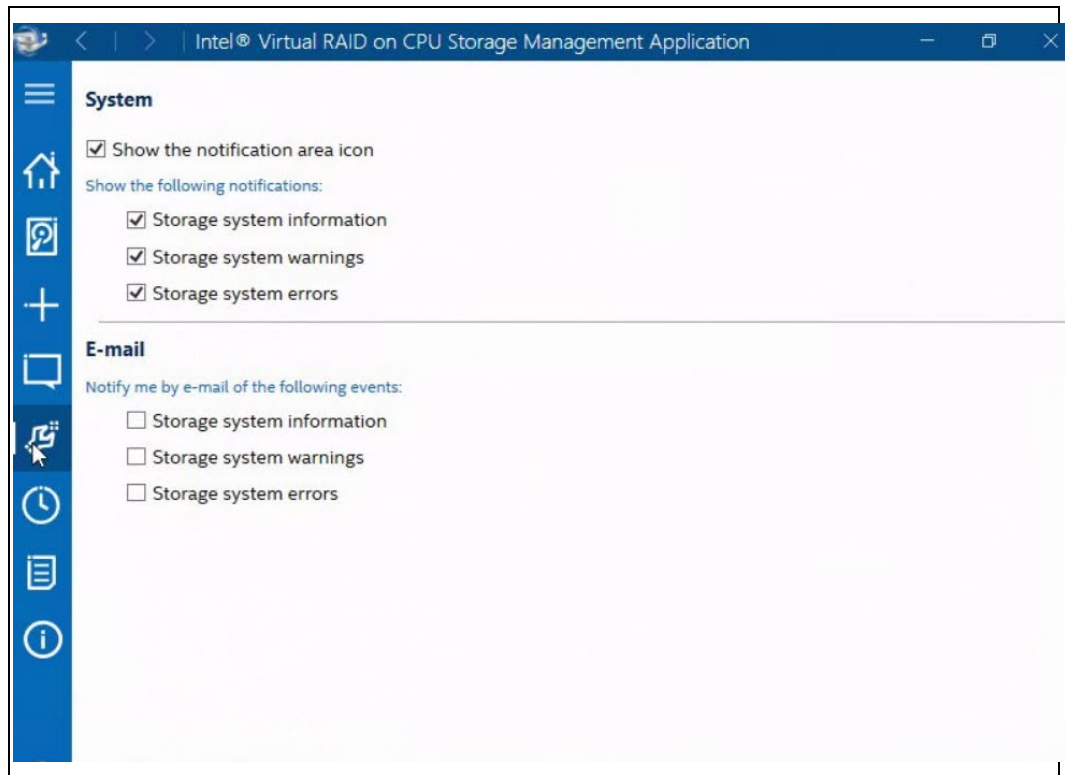 Intel® Virtual RAID on CPU Storage Management Application
System
Show the notification area icon
Show the following notifications:
Storage system information
Storage system warnings
Storage system errors
E-mail
Notify me by e-mail of the following events:
Storage system information
Storage system warnings
Storage system errors